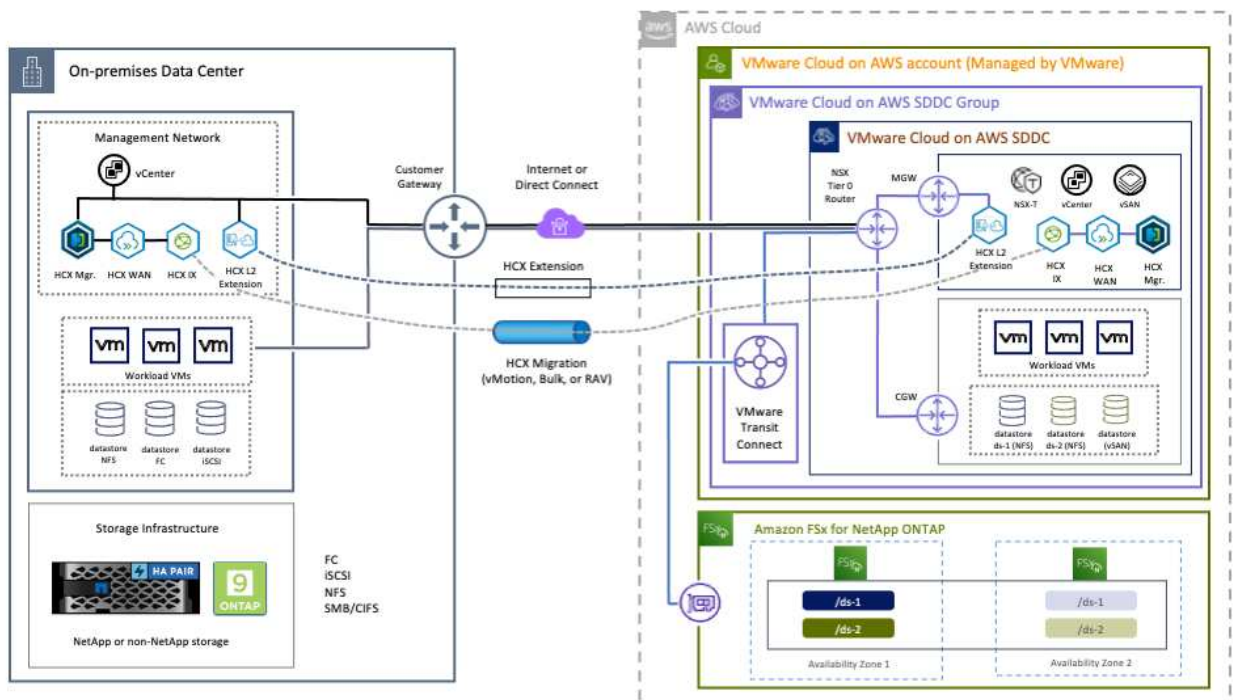 aws
AWS Cloud
On-premises Data Center
VMware Cloud on AWS account (Managed by VMware)
VMware Cloud on AWS SDDC Group
VMware Cloud on AWS SDDC
Management Network
vCenter
HCX Mgr.
HCX WAN
HCX IX
HCX L2
Extension
Customer
Gateway
Internet or
Direct Connect
HCX Extension
HCX Migration
(vMotion, Bulk, or RAV)
NSX
Tier 0
Router
MGW
NSX-T
vCenter
vSAN
HCX L2
Extension
HCX
IX
HCX
WAN
HCX
Mgr.
vm
vm
vm
Workload VMs
datastore
NFS
datastore
FC
datastore
iSCSI
VMware
Transit
Connect
CGW
vm
vm
vm
Workload VMs
datastore
ds-1 (NFS)
datastore
ds-2 (NFS)
datastore
(vSAN)
Storage Infrastructure
HA PAIR
9
ONTAP
NetApp or non-NetApp storage
FC
iSCSI
NFS
SMB/CIFS
FSx
Amazon FSx for NetApp ONTAP
FSx
FSx
/ds-1
/ds-2
/ds-1
/ds-2
Availability Zone 1
Availability Zone 2